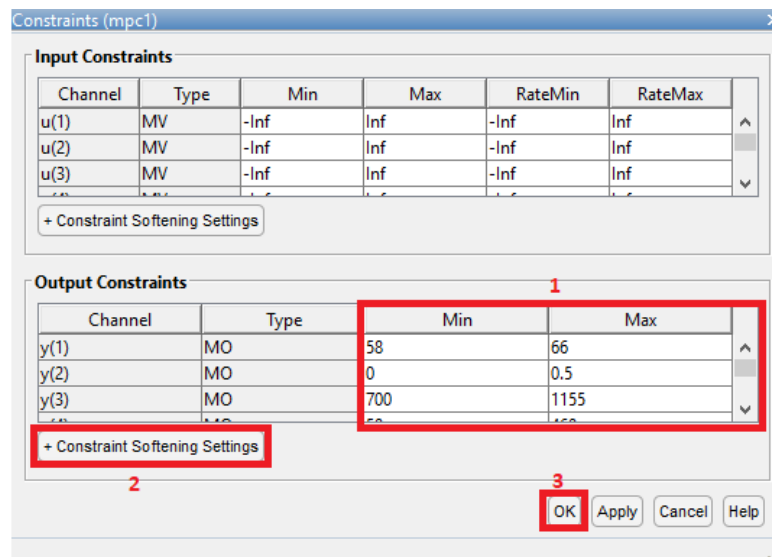 Constraints (mpc1)
Input Constraints
Channel Type Min Max RateMin RateMax
u(1) MV -Inf Inf -Inf Inf
u(2) MV -Inf Inf -Inf Inf
u(3) MV -Inf Inf -Inf Inf
+ Constraint Softening Settings
Output Constraints
1
Channel Type Min Max
y(1) MO 58 66
y(2) MO 0 0.5
y(3) MO 700 1155
+ Constraint Softening Settings
2
3
OK Apply Cancel Help